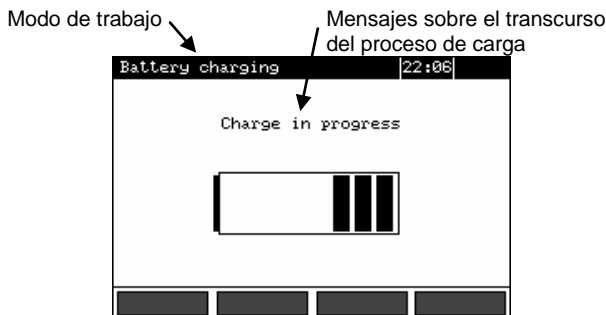 Modo de trabajo
Mensajes sobre el transcurso
del proceso de carga
Battery charging
22:06
Charge in progress